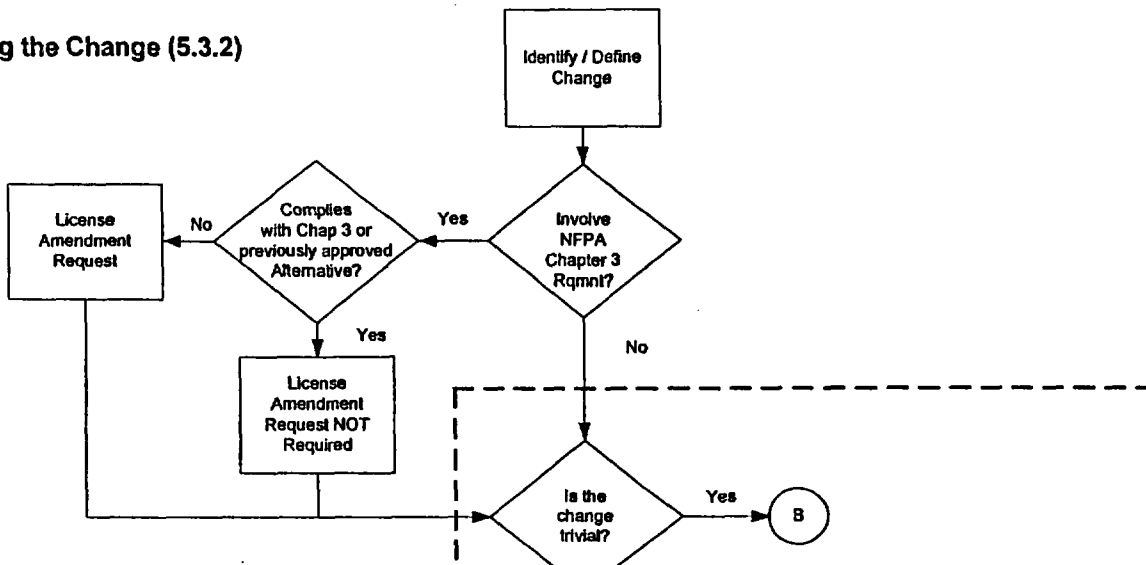 g the Change (5.3.2)
Identify / Define
Change
Involve
NFPA
Chapter 3
Rqmnt?
Yes
Complies
with Chap 3 or
previously approved
Alternative?
No
License
Amendment
Request
Yes
License
Amendment
Request NOT
Required
No
Is the
change
trivial?
Yes
B